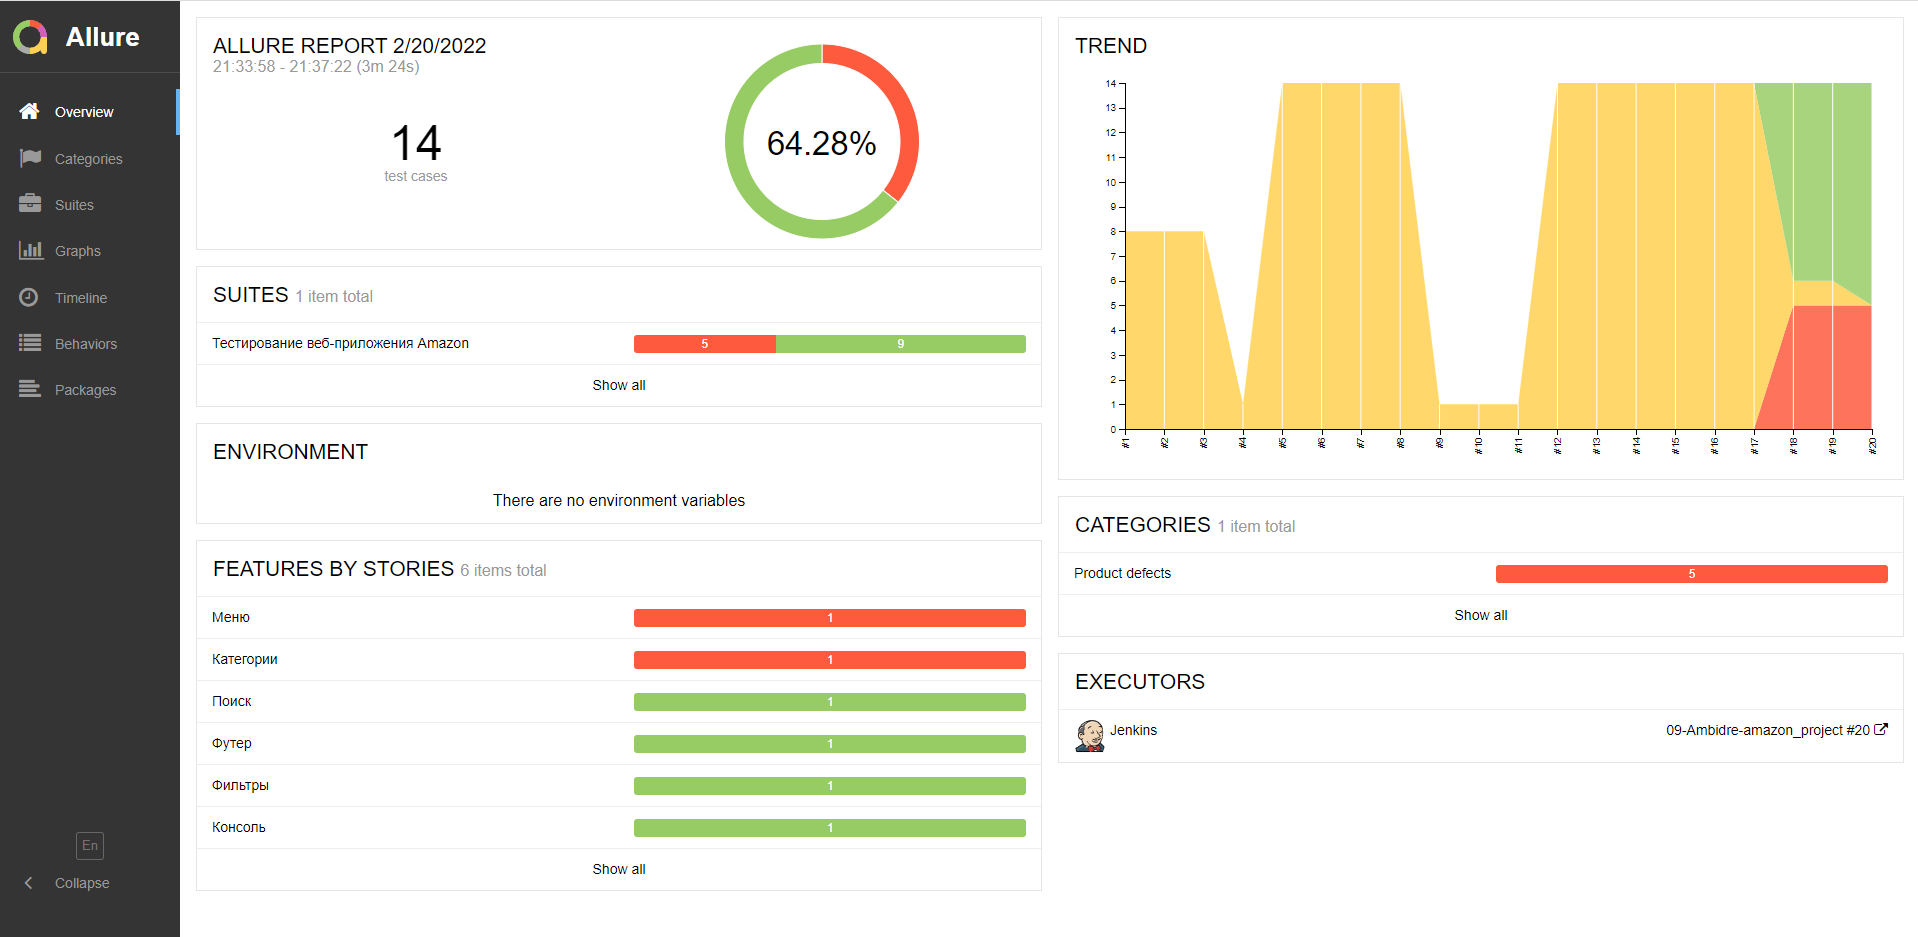 Allure
Overview
Categories
Suites
Graphs
Timeline
Behaviors
Packages
En
Collapse
ALLURE REPORT 2/20/2022
21:33:58 - 21:37:22 (3m 24s)
14
test cases
64.28%
SUITES 1 item total
Тестирование веб-приложения Amazon 5 9
Show all
ENVIRONMENT
There are no environment variables
FEATURES BY STORIES 6 items total
Меню 1
Категории 1
Поиск 1
Футер 1
Фильтры 1
Консоль 1
Show all
TREND
14
13
12
11
10
9
8
7
6
5
4
3
2
1
0
#1 #2 #3 #4 #5 #6 #7 #8 #9 #10 #11 #12 #13 #14 #15 #16 #17 #18 #19 #20
CATEGORIES 1 item total
Product defects 5
Show all
EXECUTORS
Jenkins 09-Ambidre-amazon_project #20